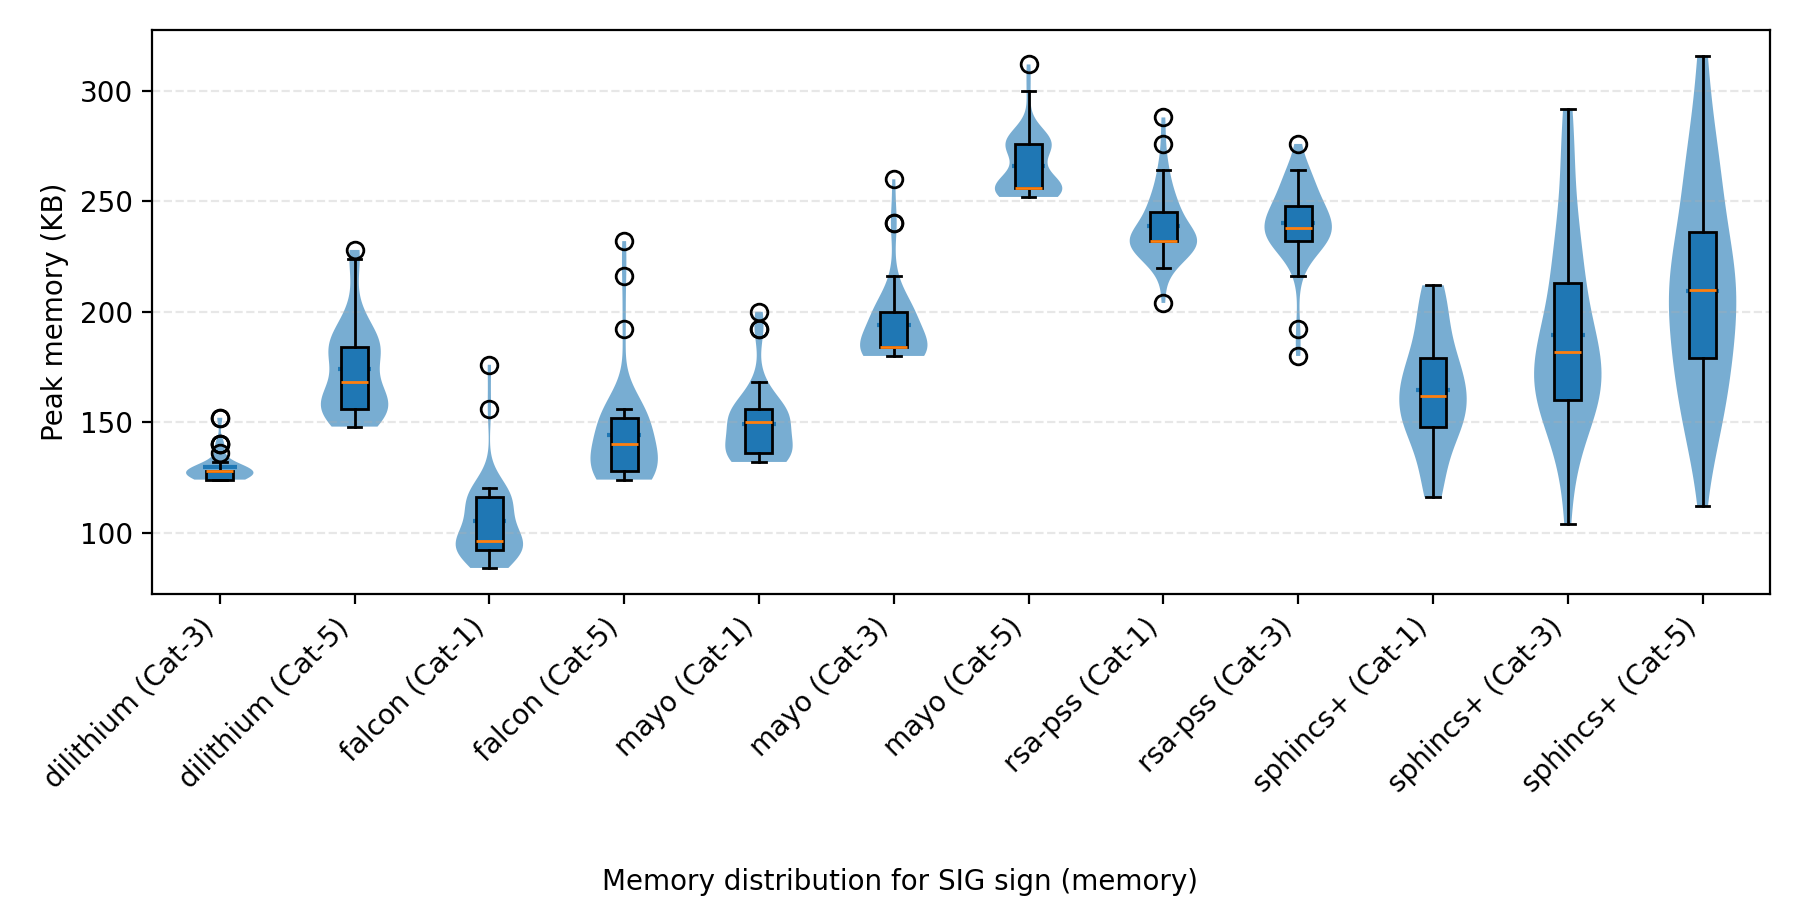 Peak memory (KB)
300
250
200
150
100
dilithium (Cat-3)
dilithium (Cat-5)
falcon (Cat-1)
falcon (Cat-5)
mayo (Cat-1)
mayo (Cat-3)
mayo (Cat-5)
rsa-pss (Cat-1)
rsa-pss (Cat-3)
sphincs+ (Cat-1)
sphincs+ (Cat-3)
sphincs+ (Cat-5)
Memory distribution for SIG sign (memory)